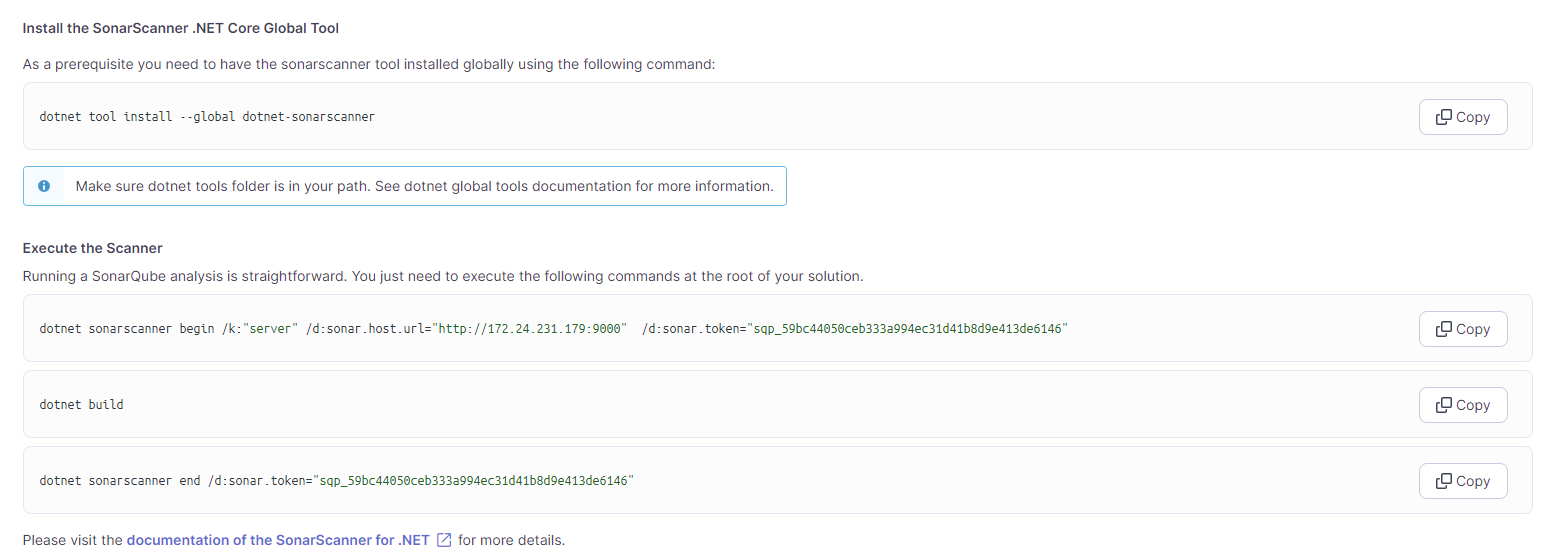 Install the SonarScanner .NET Core Global Tool
As a prerequisite you need to have the sonarscanner tool installed globally using the following command:
dotnet tool install --global dotnet-sonarscanner
Copy
Make sure dotnet tools folder is in your path. See dotnet global tools documentation for more information.
Execute the Scanner
Running a SonarQube analysis is straightforward. You just need to execute the following commands at the root of your solution.
dotnet sonarscanner begin /k:"server" /d:sonar.host.url="http://172.24.231.179:9000"  /d:sonar.token="sqp_59bc44050ceb333a994ec31d41b8d9e413de6146"
Copy
dotnet build
Copy
dotnet sonarscanner end /d:sonar.token="sqp_59bc44050ceb333a994ec31d41b8d9e413de6146"
Copy
Please visit the documentation of the SonarScanner for .NET for more details.